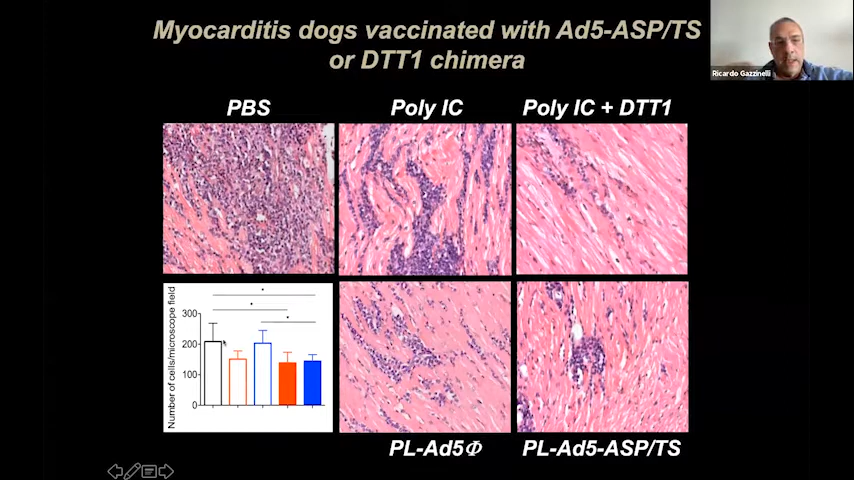 Myocarditis dogs vaccinated with Ad5-ASP/TS
or DTT1 chimera
Ricardo Gazzinelli
PBS
Poly IC
Poly IC + DTT1
Number of cells/microscope field
300
200
100
0
*
*
*
PL-Ad5Φ
PL-Ad5-ASP/TS